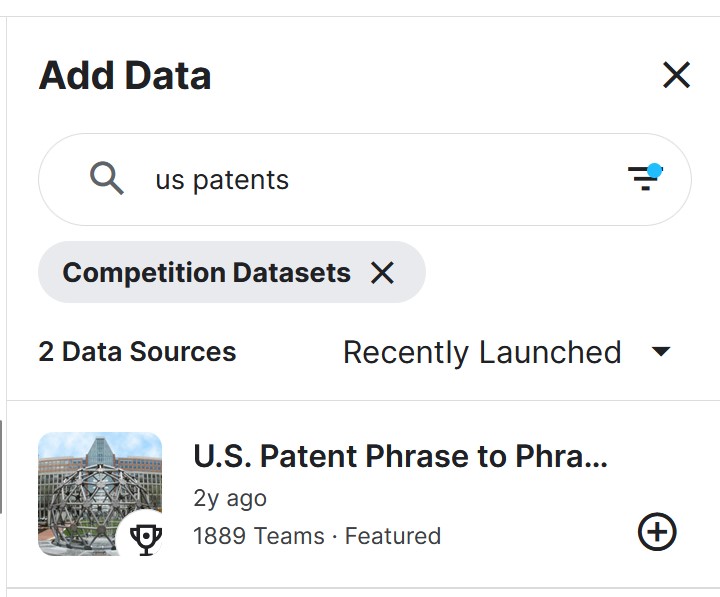 Add Data
us patents
Competition Datasets
2 Data Sources
Recently Launched
U.S. Patent Phrase to Phra...
2y ago
1889 Teams · Featured